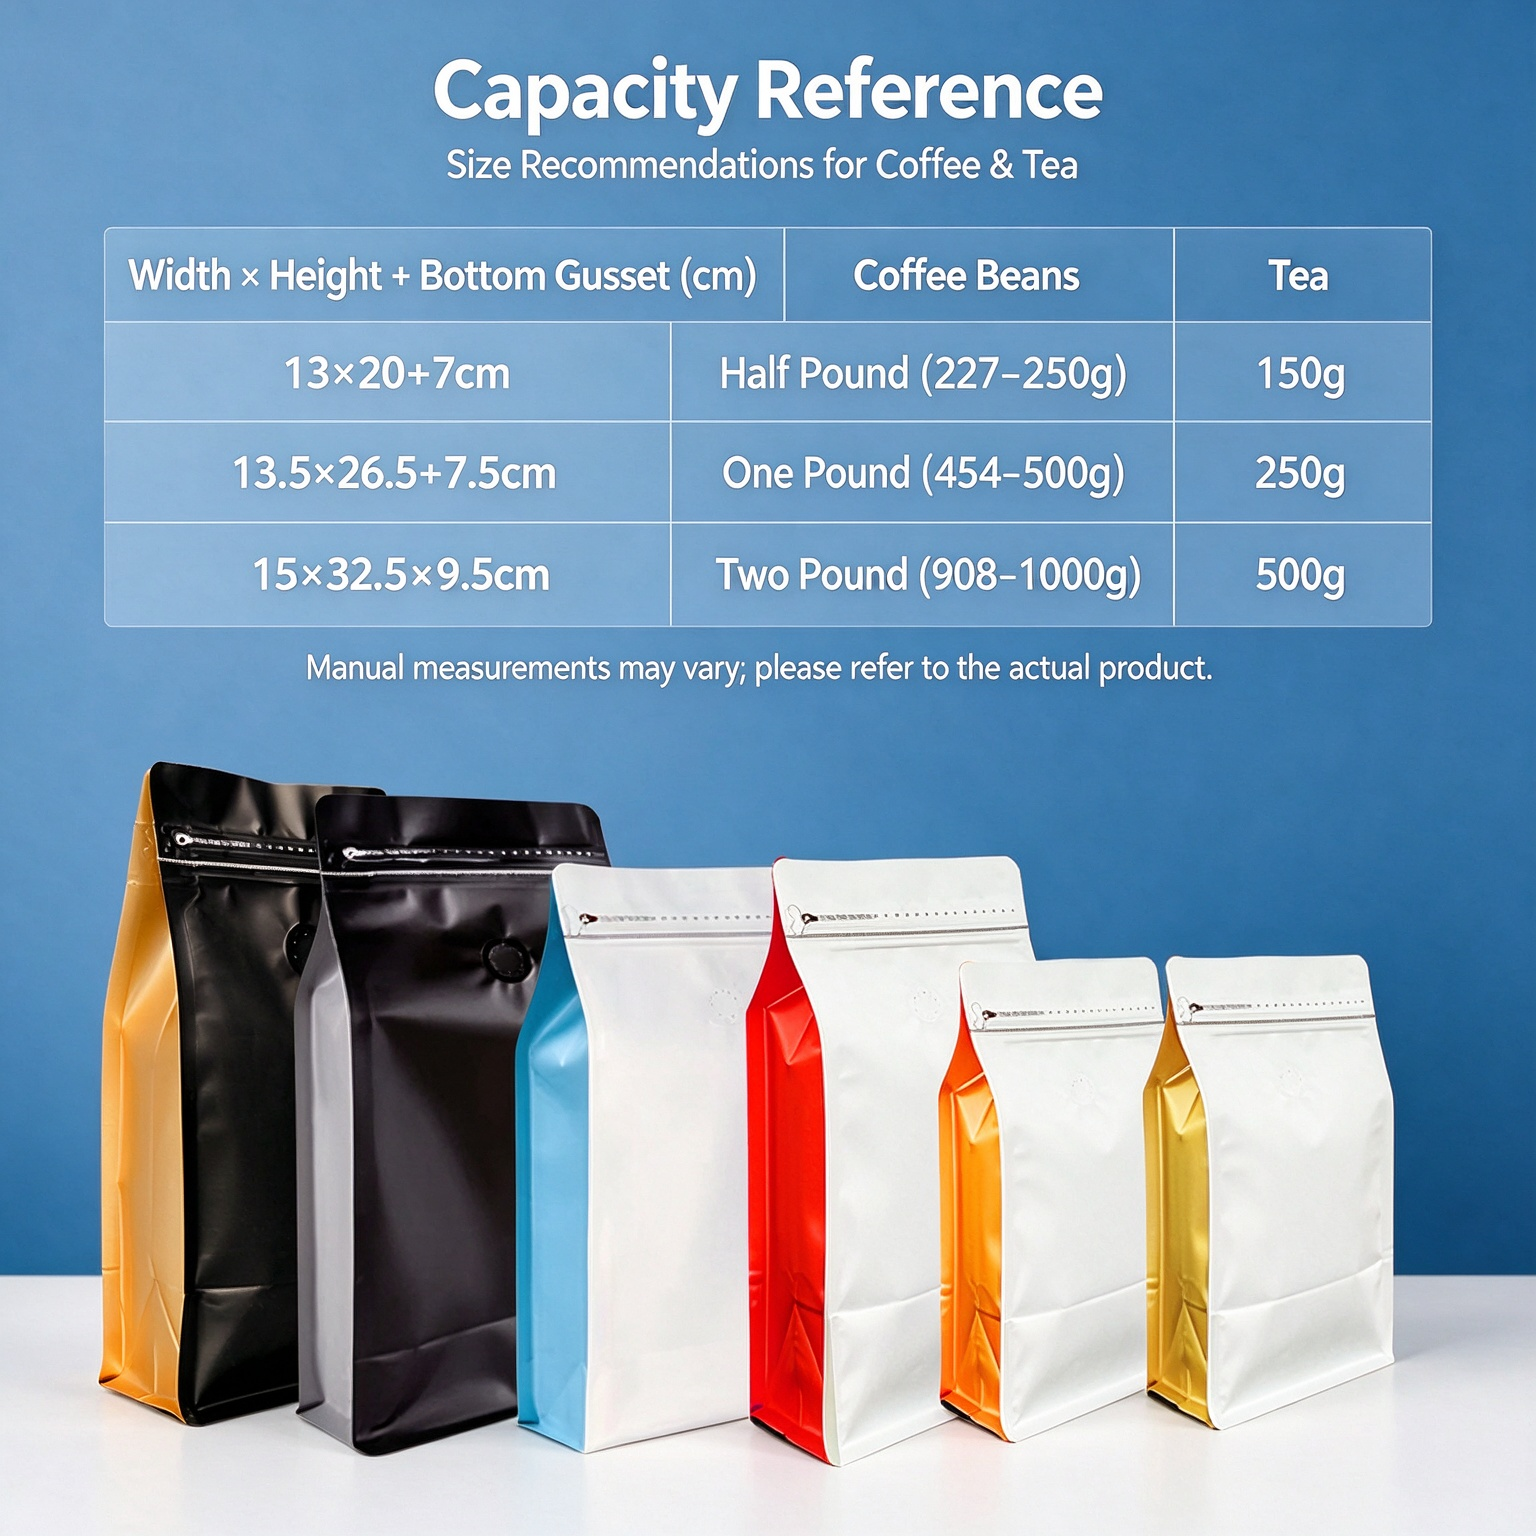 Capacity Reference
Size Recommendations for Coffee & Tea
Width × Height + Bottom Gusset (cm) Coffee Beans Tea
13×20+7cm Half Pound (227–250g) 150g
13.5×26.5+7.5cm One Pound (454–500g) 250g
15×32.5×9.5cm Two Pound (908–1000g) 500g
Manual measurements may vary; please refer to the actual product.